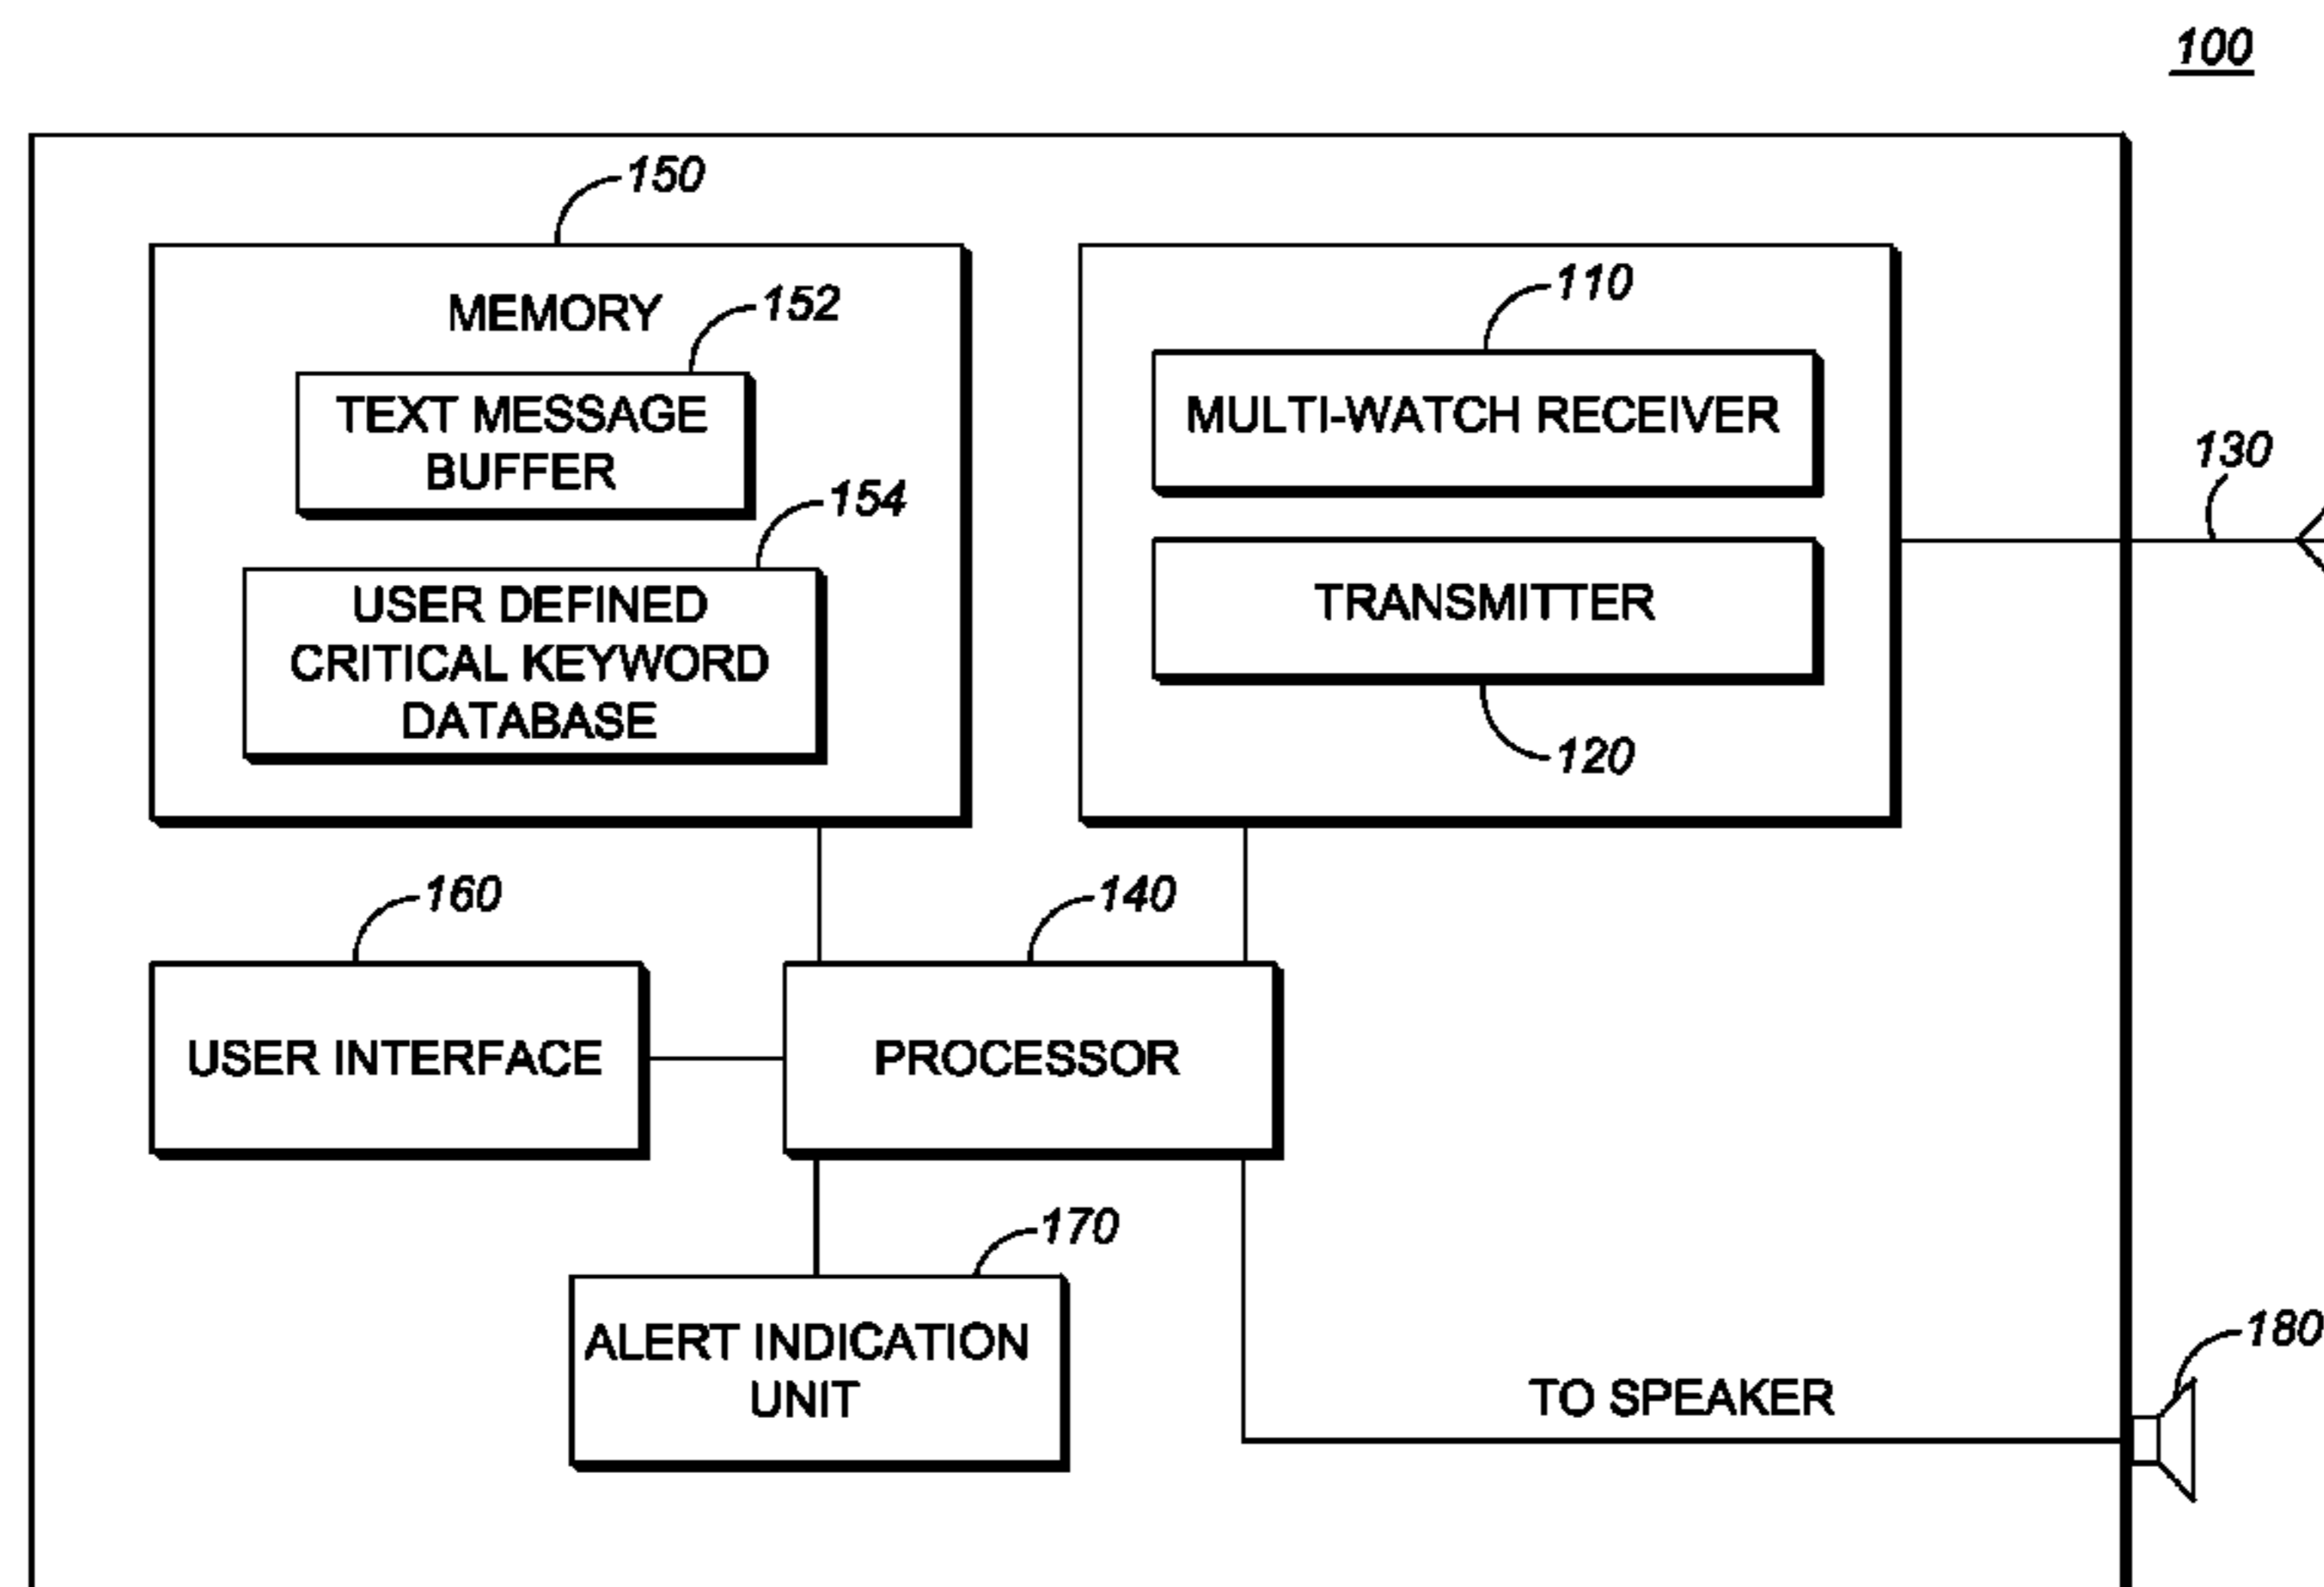 100
150
MEMORY
152
TEXT MESSAGE
BUFFER
154
USER DEFINED
CRITICAL KEYWORD
DATABASE
110
MULTI-WATCH RECEIVER
TRANSMITTER
120
130
160
USER INTERFACE
140
PROCESSOR
170
ALERT INDICATION
UNIT
TO SPEAKER
180